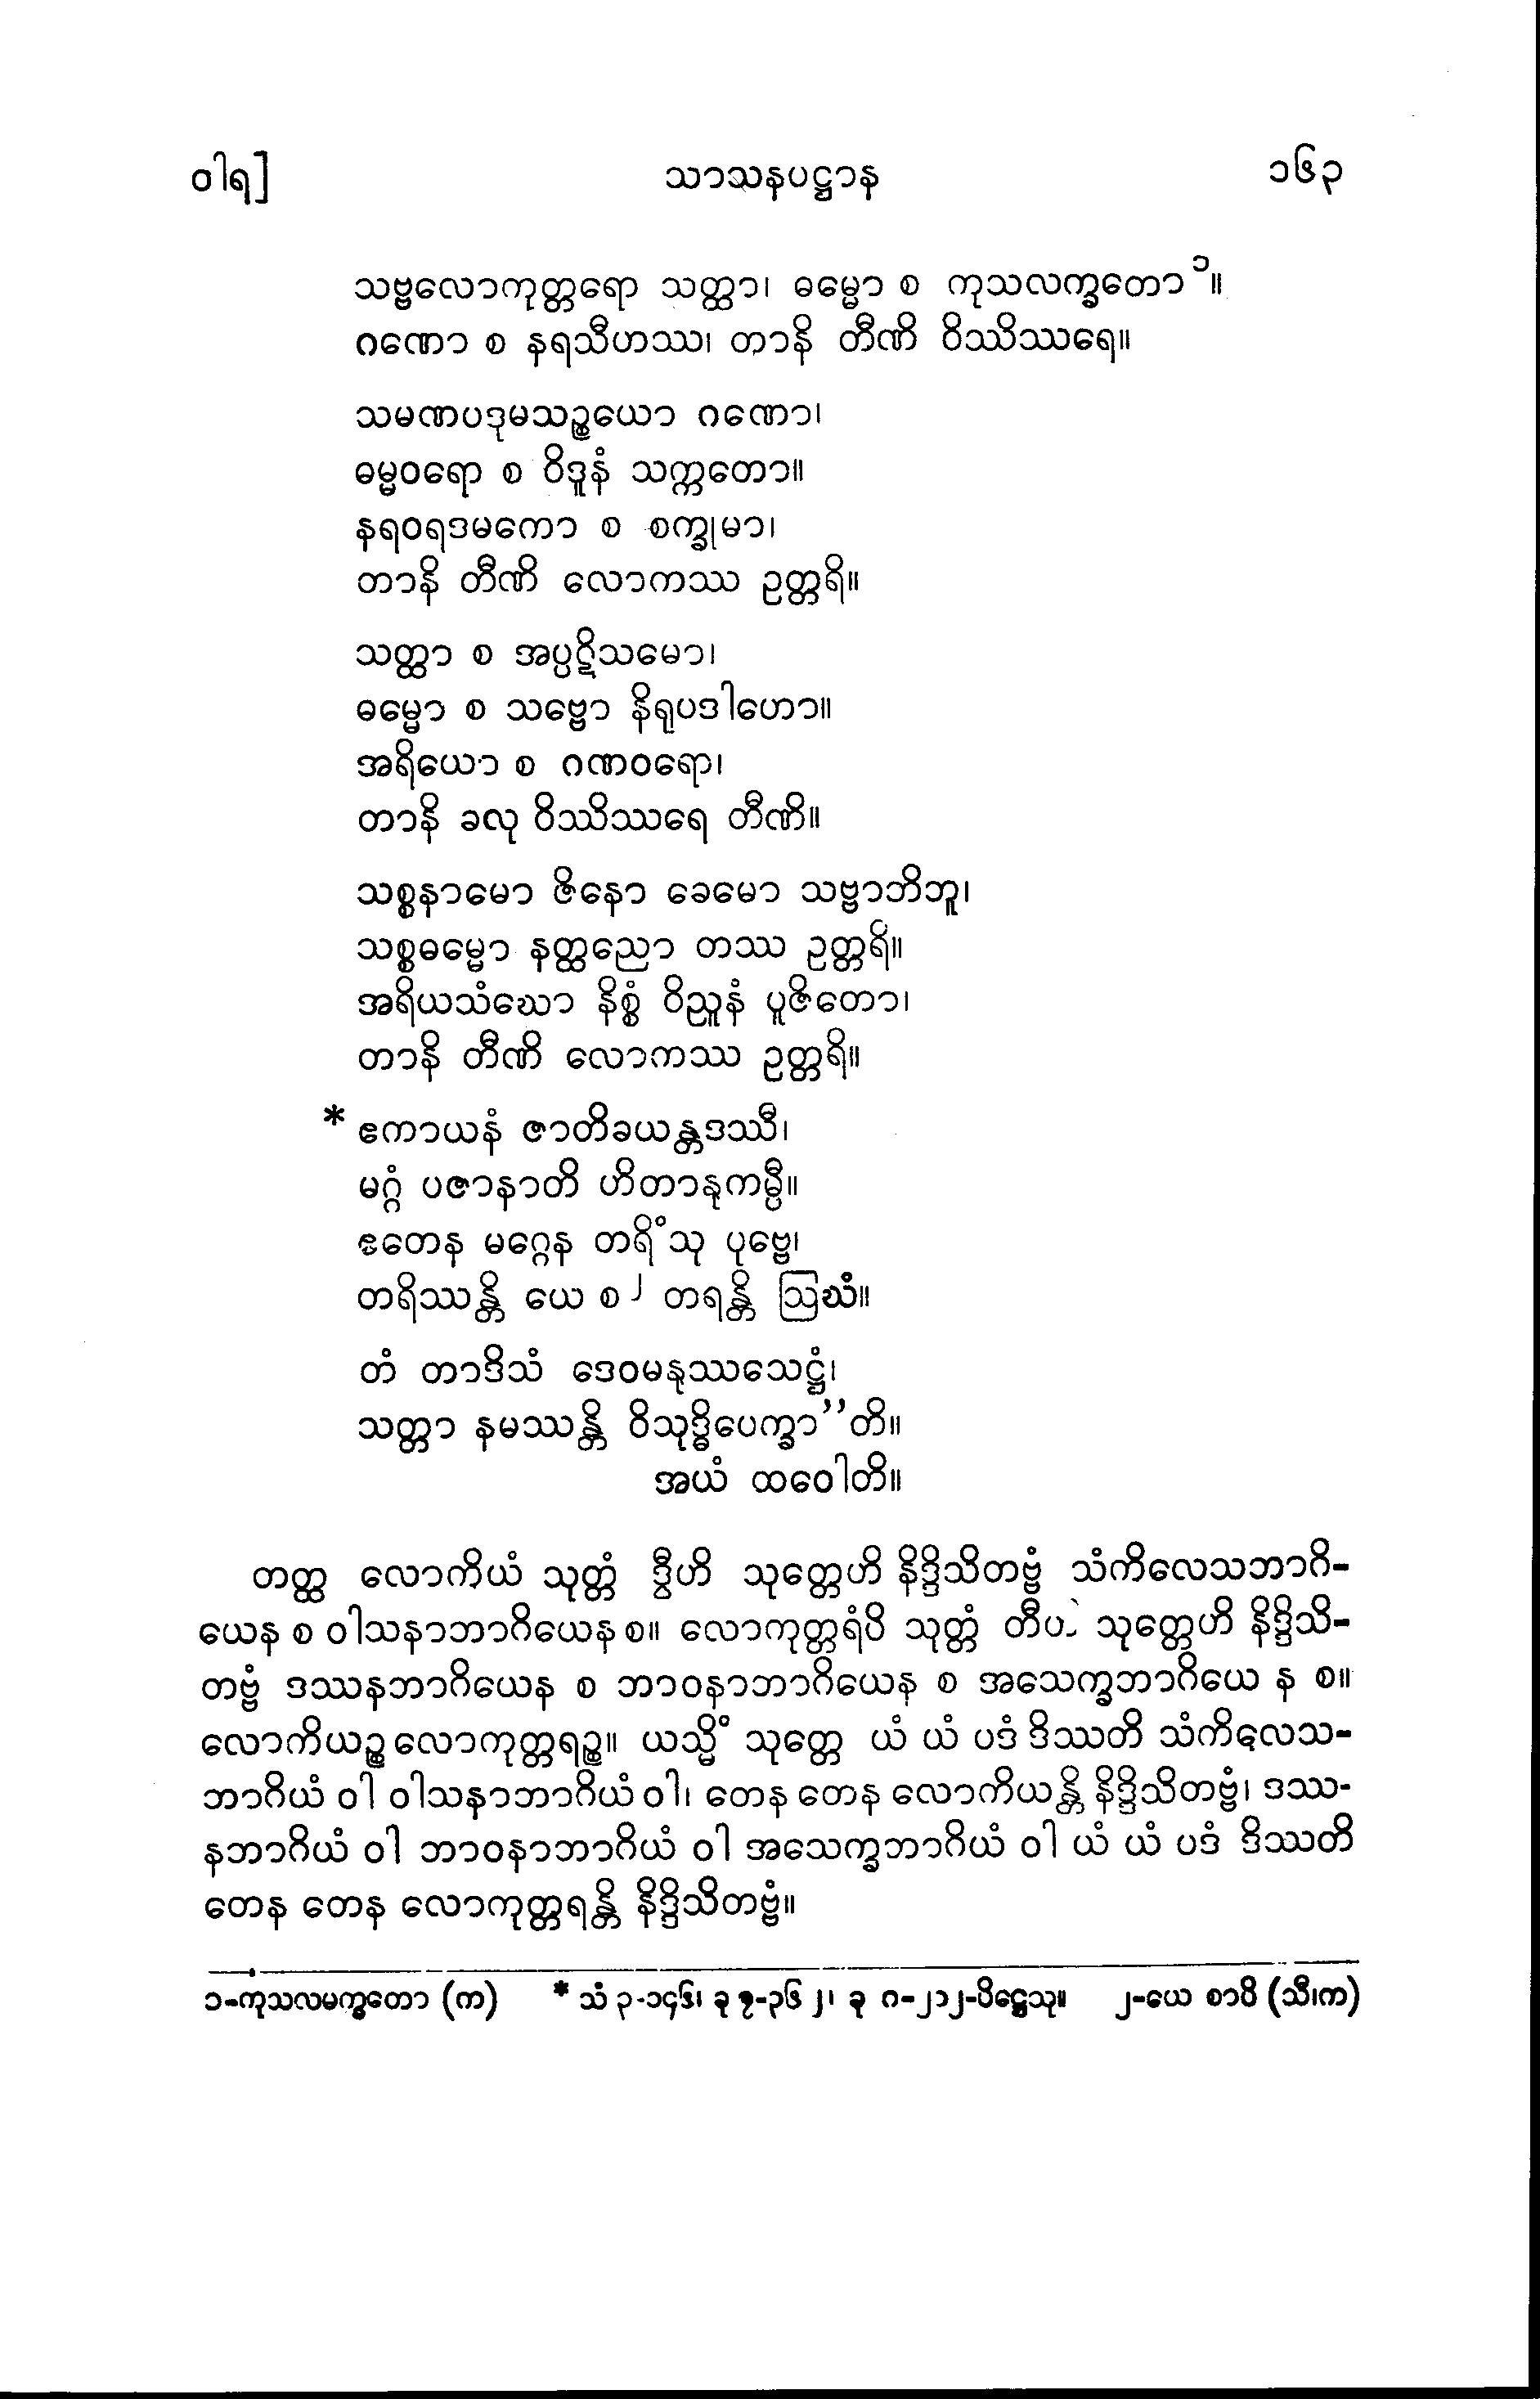 ဝါရ]
သာသနပဋ္ဌာန
၁၆၃
သဗ္ဗလောကုတ္တရော သတ္ထာ၊ ဓမ္မော စ ကုသလက္ခတော ၁။
ဂဏော စ နရသီဟဿ၊ တာနိ တီဏိ ဝိဿိဿရေ။
သမဏပဒုမသဉ္စယော ဂဏော၊
ဓမ္မဝရော စ ဝိဒူနံ သက္ကတော။
နရဝရဒမကော စ စက္ခုမာ၊
တာနိ တီဏိ လောကဿ ဥတ္တရိ။
သတ္ထာ စ အပ္ပဋိသမော၊
ဓမ္မော စ သဗ္ဗော နိရုပဒါဟော။
အရိယော စ ဂဏဝရော၊
တာနိ ခလု ဝိဿိဿရေ တီဏိ။
သစ္စနာမော ဇိနော ခေမော သဗ္ဗာဘိဘူ၊
သစ္စဓမ္မော နတ္ထညော တဿ ဥတ္တရိ။
အရိယသံဃော နိစ္စံ ဝိညူနံ ပူဇိတော၊
တာနိ တီဏိ လောကဿ ဥတ္တရိ။
* ဧကာယနံ ဇာတိခယန္တဒဿီ၊
မဂ္ဂံ ပဇာနာတိ ဟိတာနုကမ္ပီ။
ဧတေန မဂ္ဂေန တရိံသု ပုဗ္ဗေ၊
တရိဿန္တိ ယေ စ ၂ တရန္တိ ဩဃံ။
တံ တာဒိသံ ဒေဝမနုဿသေဋ္ဌံ၊
သတ္တာ နမဿန္တိ ဝိသုဒ္ဓိပေက္ခာ”တိ။
အယံ ထဝေါတိ။
တတ္ထ လောကိယံ သုတ္တံ ဒွီဟိ သုတ္တေဟိ နိဒ္ဒိသိတဗ္ဗံ သံကိလေသဘာဂိ-
ယေန စ ဝါသနာဘာဂိယေန စ။ လောကုတ္တရံပိ သုတ္တံ သုတ္တေဟိ နိဒ္ဒိသိ-
တဗ္ဗံ ဒဿနဘာဂိယေန စ ဘာဝနာဘာဂိယေန စ အသေက္ခဘာဂိယေ န စ။
လောကိယဉ္စ လောကုတ္တရဉ္စ။ ယသ္မိံ သုတ္တေ ယံ ယံ ပဒံ ဒိဿတိ သံကိလေသ-
ဘာဂိယံ ဝါ ဝါသနာဘာဂိယံ ဝါ၊ တေန တေန လောကိယန္တိ နိဒ္ဒိသိတဗ္ဗံ၊ ဒဿ-
နဘာဂိယံ ဝါ ဘာဝနာဘာဂိယံ ဝါ အသေက္ခဘာဂိယံ ဝါ ယံ ယံ ပဒံ ဒိဿတိ
တေန တေန လောကုတ္တရန္တိ နိဒ္ဒိသိတဗ္ဗံ။
၁-ကုသလမက္ခတော (က) * သံ ၃-၁၄၆၊ ခု ၇-၃၆၂၊ ခု ဂ-၂၁၂-ပိဋ္ဌေသု။ ၂-ယေ စာပိ (သီ၊က)